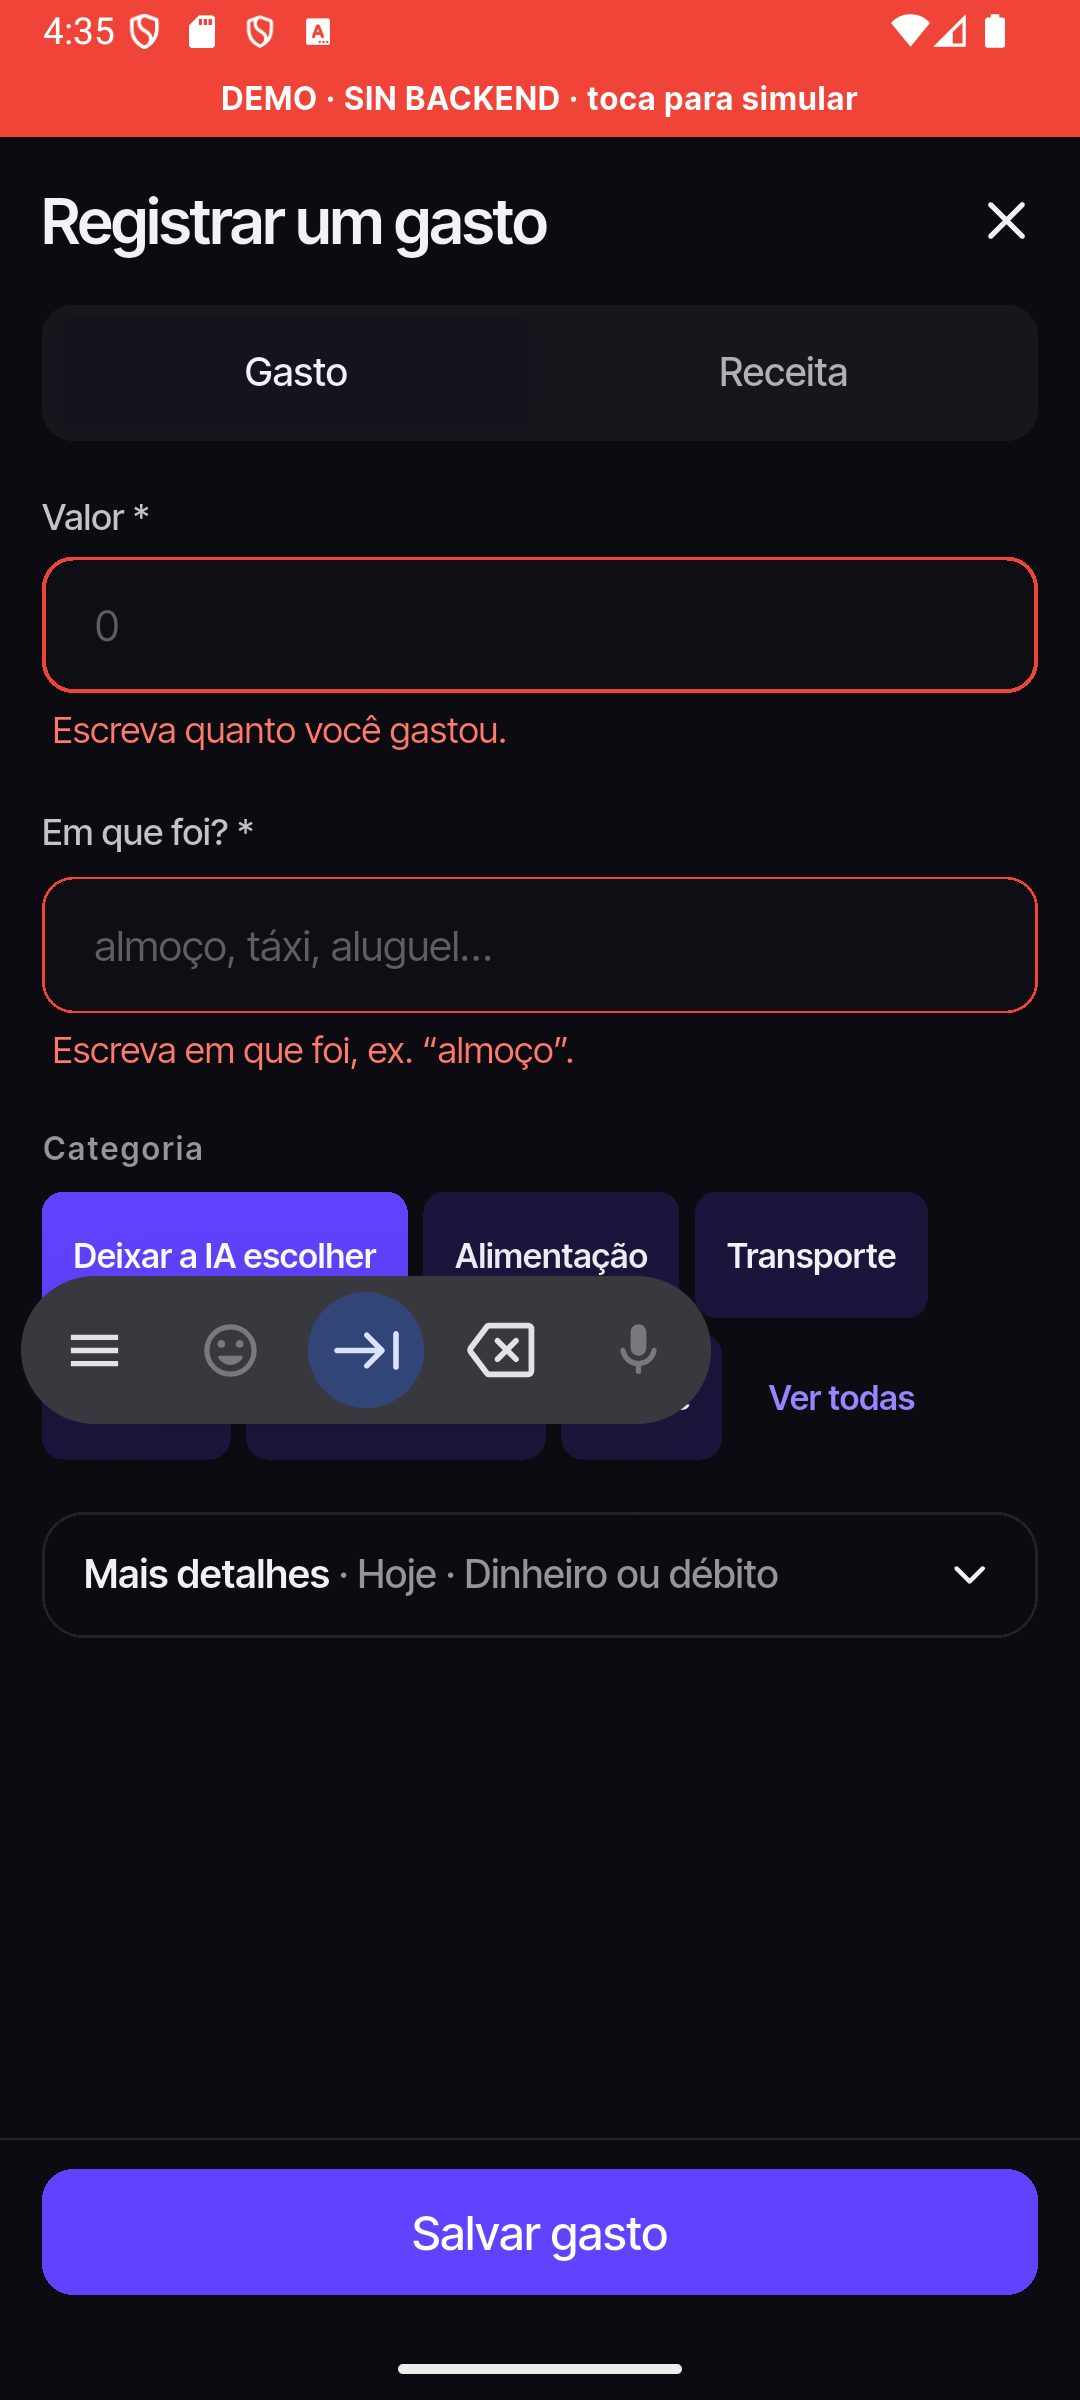 4:35
DEMO · SIN BACKEND · toca para simular
Registrar um gasto
Gasto
Receita
Valor *
0
Escreva quanto você gastou.
Em que foi? *
almoço, táxi, aluguel...
Escreva em que foi, ex. “almoço”.
Categoria
Deixar a IA escolher
Alimentação
Transporte
Ver todas
Mais detalhes · Hoje · Dinheiro ou débito
Salvar gasto